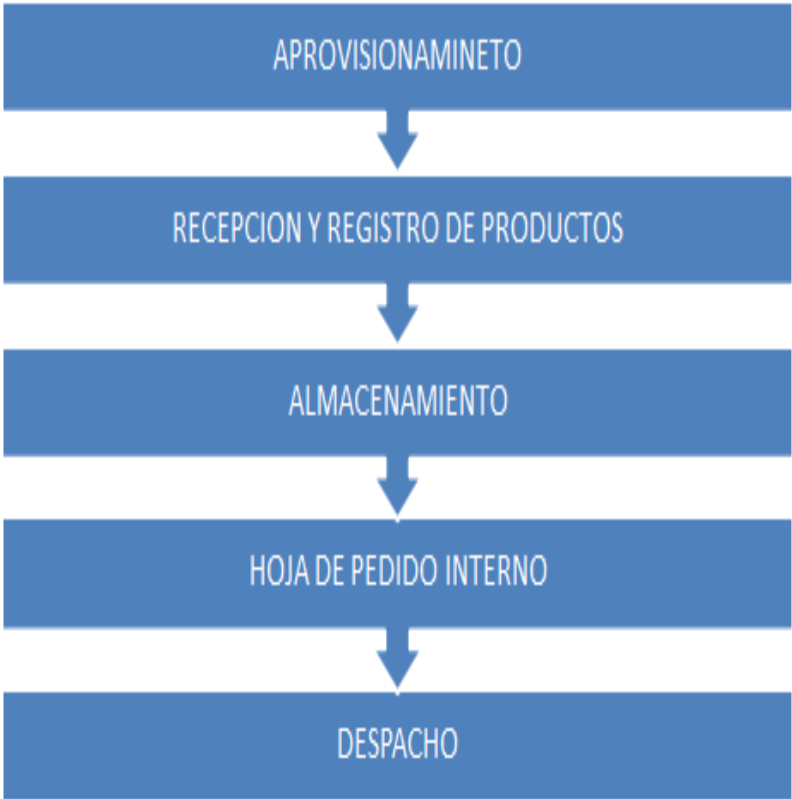 APROVISIONAMINETO
RECEPCION Y REGISTRO DE PRODUCTOS
ALMACENAMIENTO
HOJA DE PEDIDO INTERNO
DESPACHO